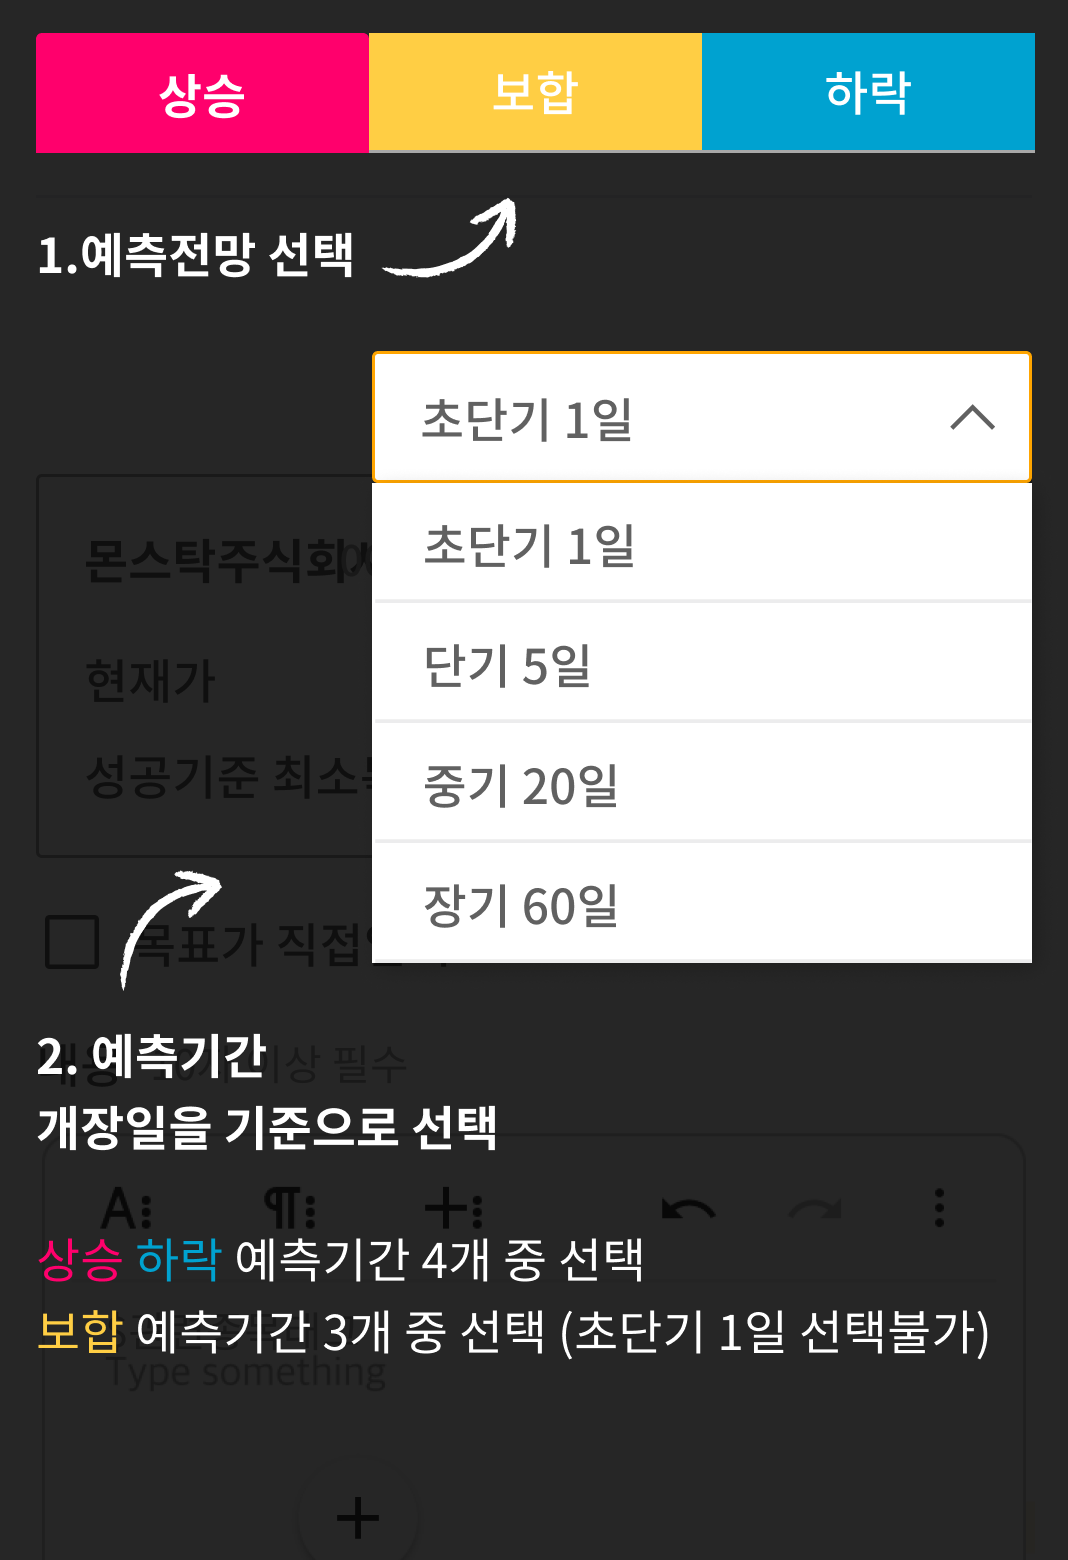 상승 보합 하락
1.예측전망 선택
초단기 1일
초단기 1일
몬스탁주식회
단기 5일
현재가
중기 20일
성공기준 최소
장기 60일
목표가 직접
2. 예측기간
이상 필수
개장일을 기준으로 선택
상승 하락 예측기간 4개 중 선택
보합 예측기간 3개 중 선택 (초단기 1일 선택불가)
Type something